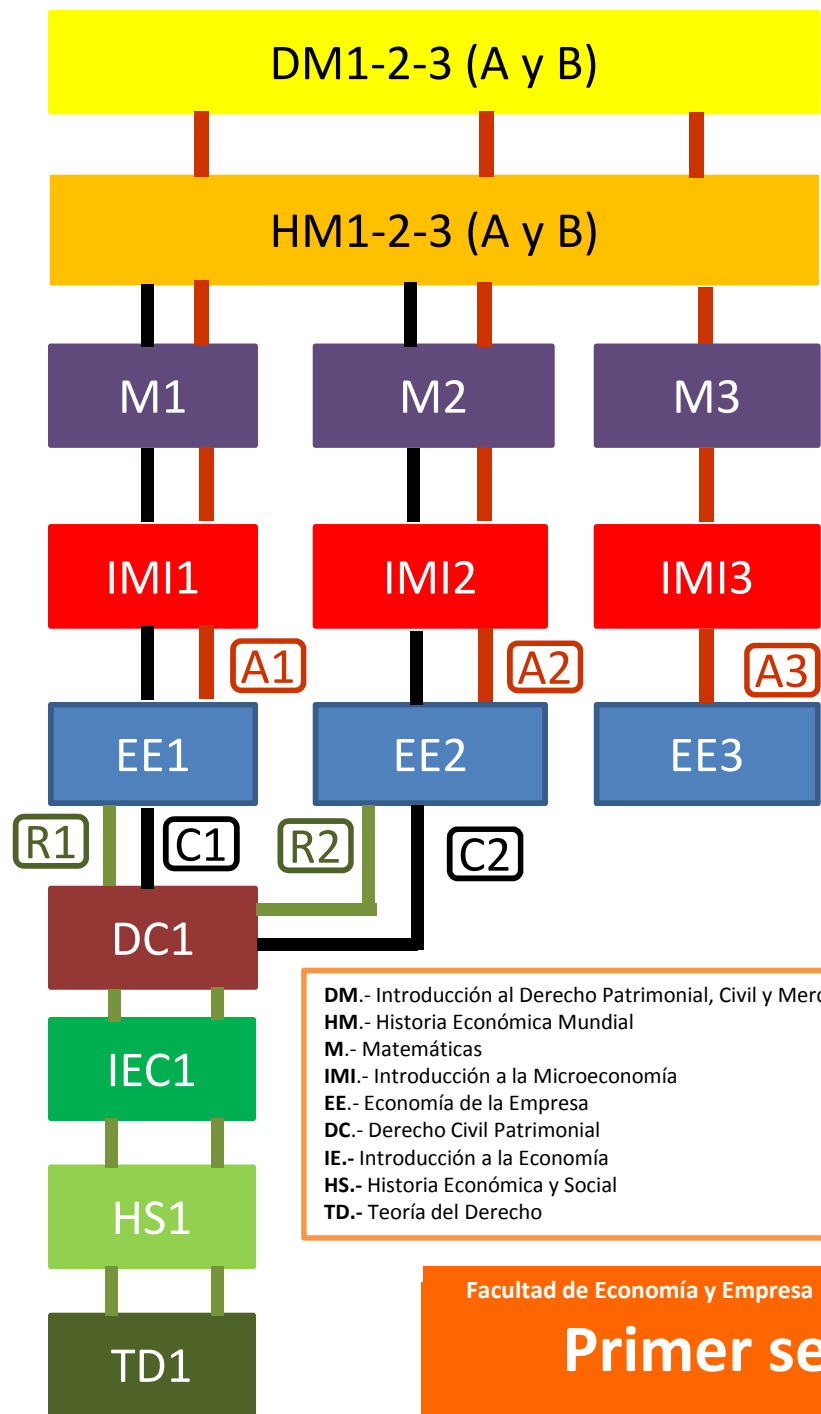 DM1-2-3 (A y B)
HM1-2-3 (A y B)
M1 M2 M3
IMI1 IMI2 IMI3
A1 A2 A3
EE1 EE2 EE3
R1 C1 R2 C2
DC1
DM.- Introducción al Derecho Patrimonial, Civil y Merc
HM.- Historia Económica Mundial
M.- Matemáticas
IMI.- Introducción a la Microeconomía
EE.- Economía de la Empresa
DC.- Derecho Civil Patrimonial
IE.- Introducción a la Economía
HS.- Historia Económica y Social
TD.- Teoría del Derecho
IEC1
HS1
TD1
Facultad de Economía y Empresa
Primer se